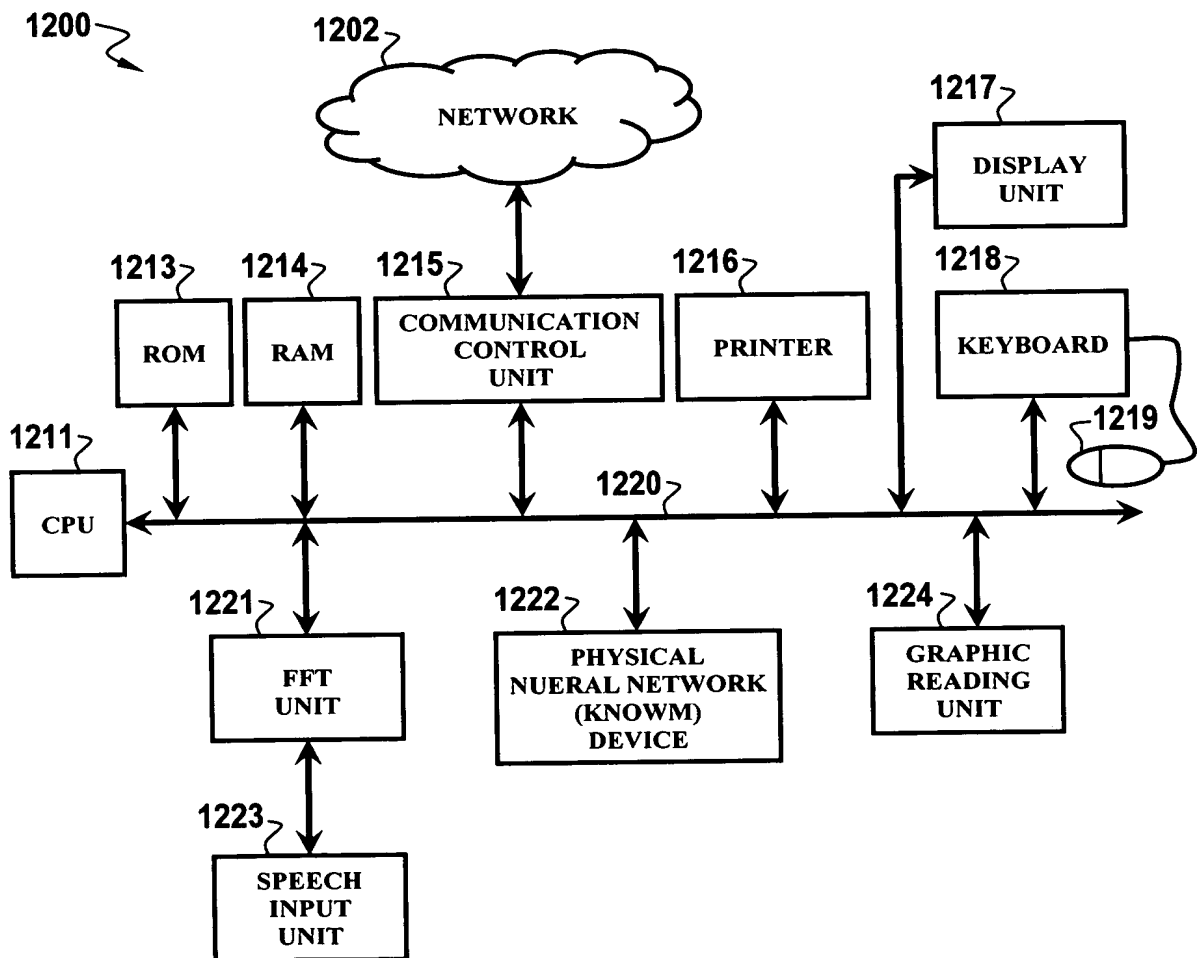 1200
1202
NETWORK
1217
DISPLAY
UNIT
1213
ROM
1214
RAM
1215
COMMUNICATION
CONTROL
UNIT
1216
PRINTER
1218
KEYBOARD
1219
1211
CPU
1220
1221
FFT
UNIT
1222
PHYSICAL
NUERAL NETWORK
(KNOWM)
DEVICE
1224
GRAPHIC
READING
UNIT
1223
SPEECH
INPUT
UNIT